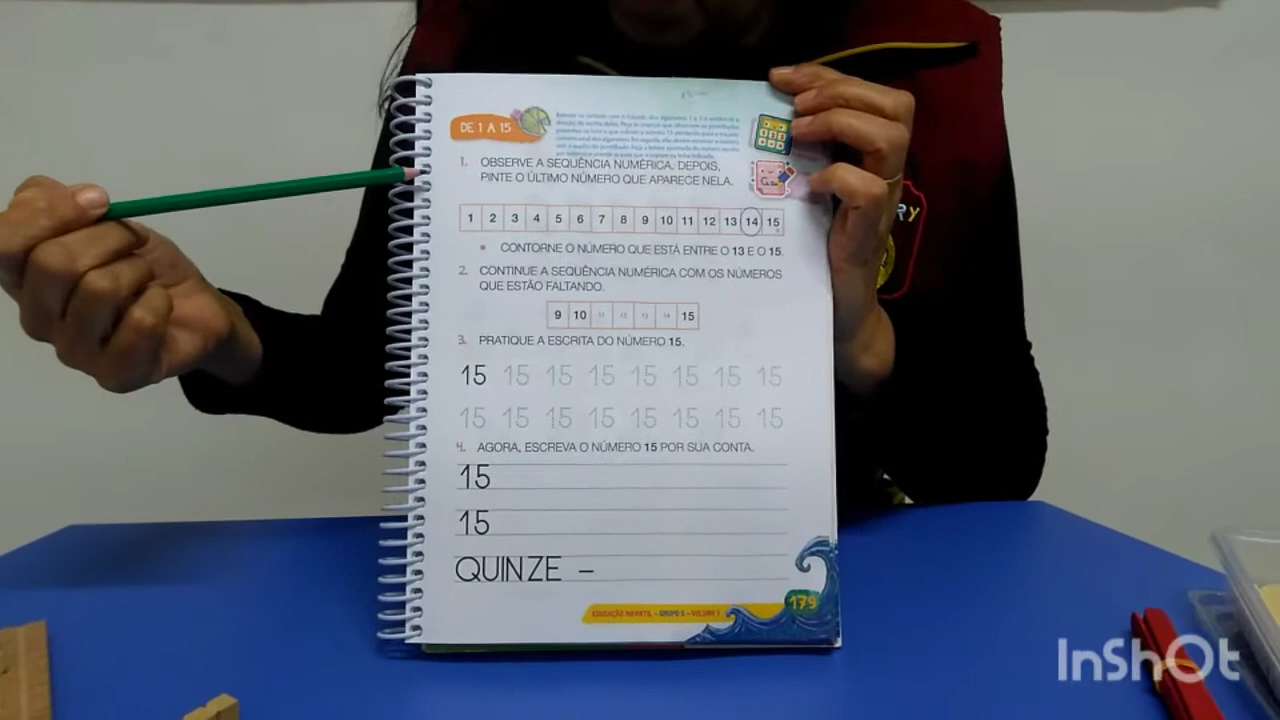 DE 1 A 15
1. OBSERVE A SEQUÊNCIA NUMÉRICA. DEPOIS,
PINTE O ÚLTIMO NÚMERO QUE APARECE NELA.
1 2 3 4 5 6 7 8 9 10 11 12 13 14 15
• CONTORNE O NÚMERO QUE ESTÁ ENTRE O 13 E O 15.
2. CONTINUE A SEQUÊNCIA NUMÉRICA COM OS NÚMEROS
QUE ESTÃO FALTANDO.
9 10 11 12 13 14 15
3. PRATIQUE A ESCRITA DO NÚMERO 15.
15 15 15 15 15 15 15 15
15 15 15 15 15 15 15 15
4. AGORA, ESCREVA O NÚMERO 15 POR SUA CONTA.
15
15
QUINZE –
EDUCAÇÃO INFANTIL – GRUPO 5 – VOLUME 1
179
RY
InShOt